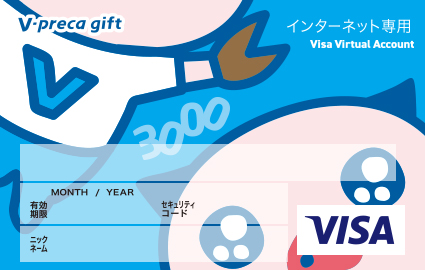 V-preca gift
インターネット専用
Visa Virtual Account
V
3000
MONTH / YEAR
有効
期限
セキュリティ
コード
ニック
ネーム
VISA